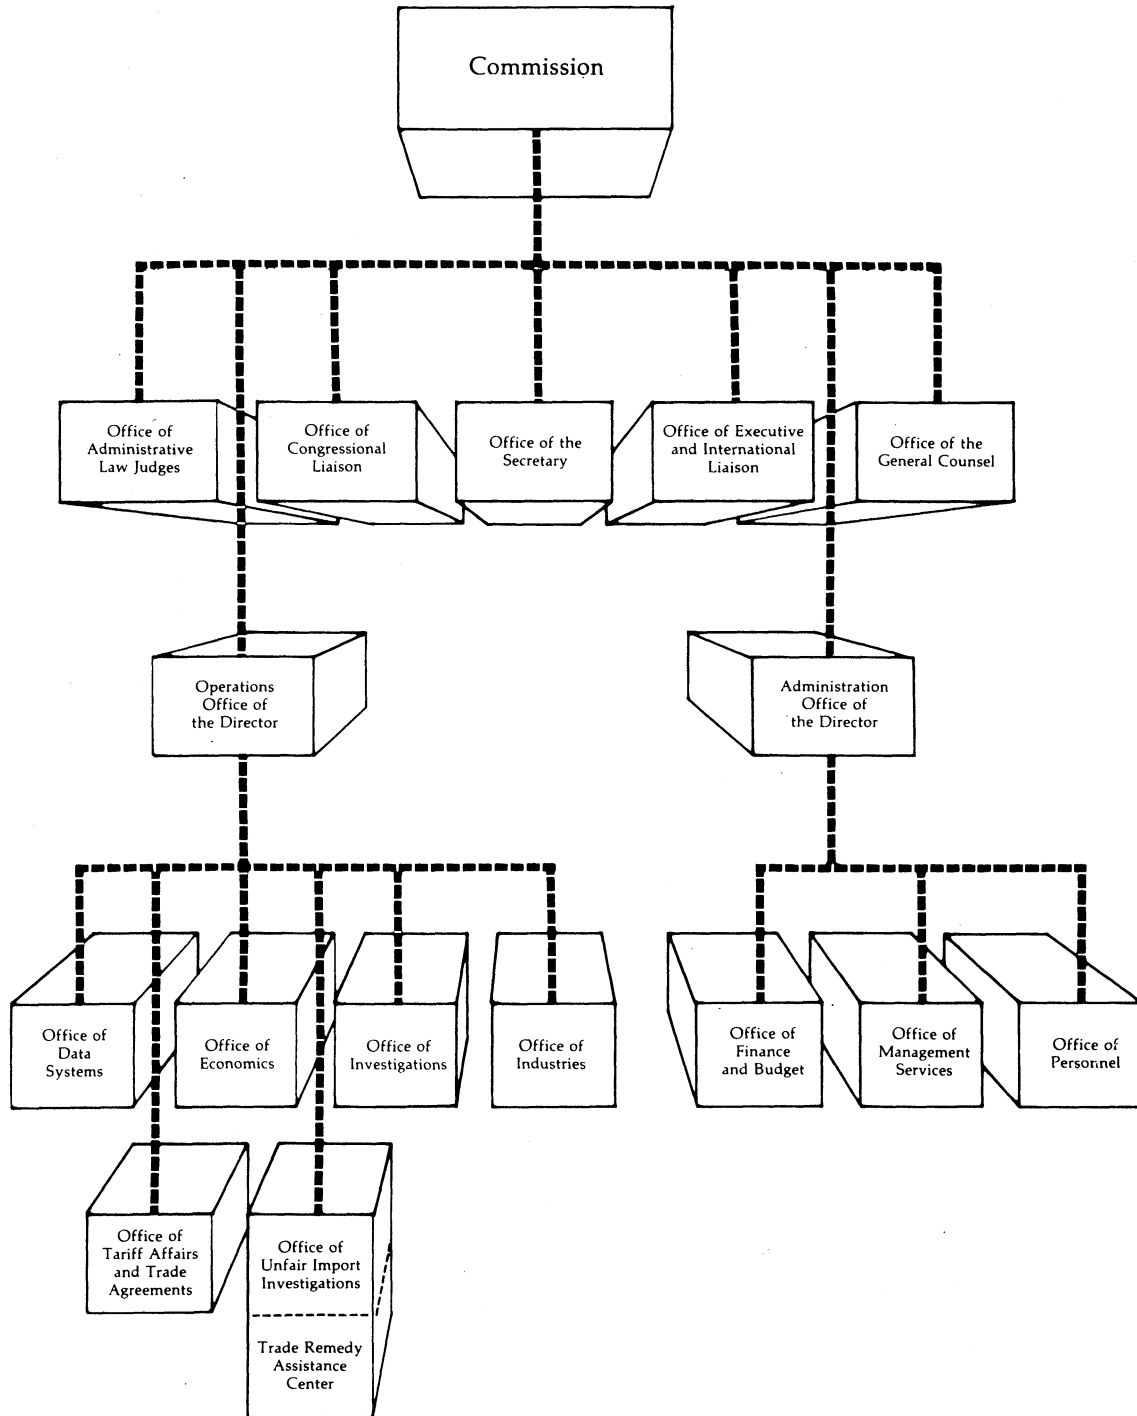 Commission
Office of
Administrative
Law Judges
Office of
Congressional
Liaison
Office of the
Secretary
Office of Executive
and International
Liaison
Office of the
General Counsel
Operations
Office of
the Director
Administration
Office of
the Director
Office of
Data
Systems
Office of
Economics
Office of
Investigations
Office of
Industries
Office of
Finance
and Budget
Office of
Management
Services
Office of
Personnel
Office of
Tariff Affairs
and Trade
Agreements
Office of
Unfair Import
Investigations
Trade Remedy
Assistance
Center